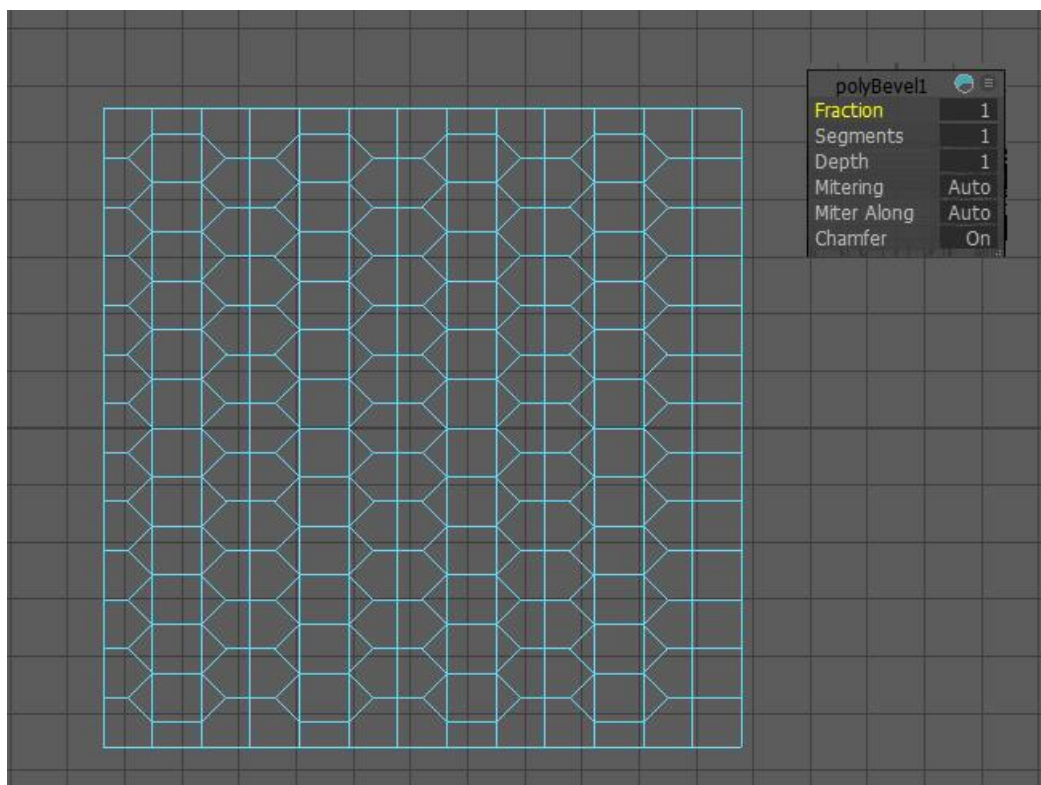 polyBevel1
Fraction 1
Segments 1
Depth 1
Mitering Auto
Miter Along Auto
Chamfer On